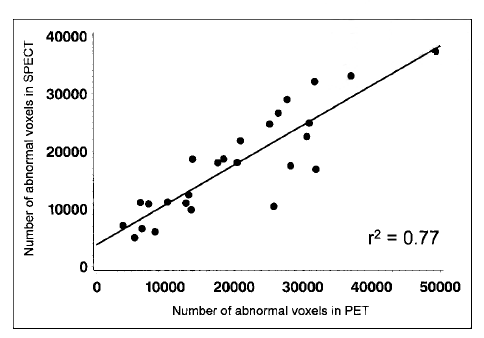 40000
30000
20000
10000
0
Number of abnormal voxels in SPECT
r² = 0.77
0 10000 20000 30000 40000 50000
Number of abnormal voxels in PET